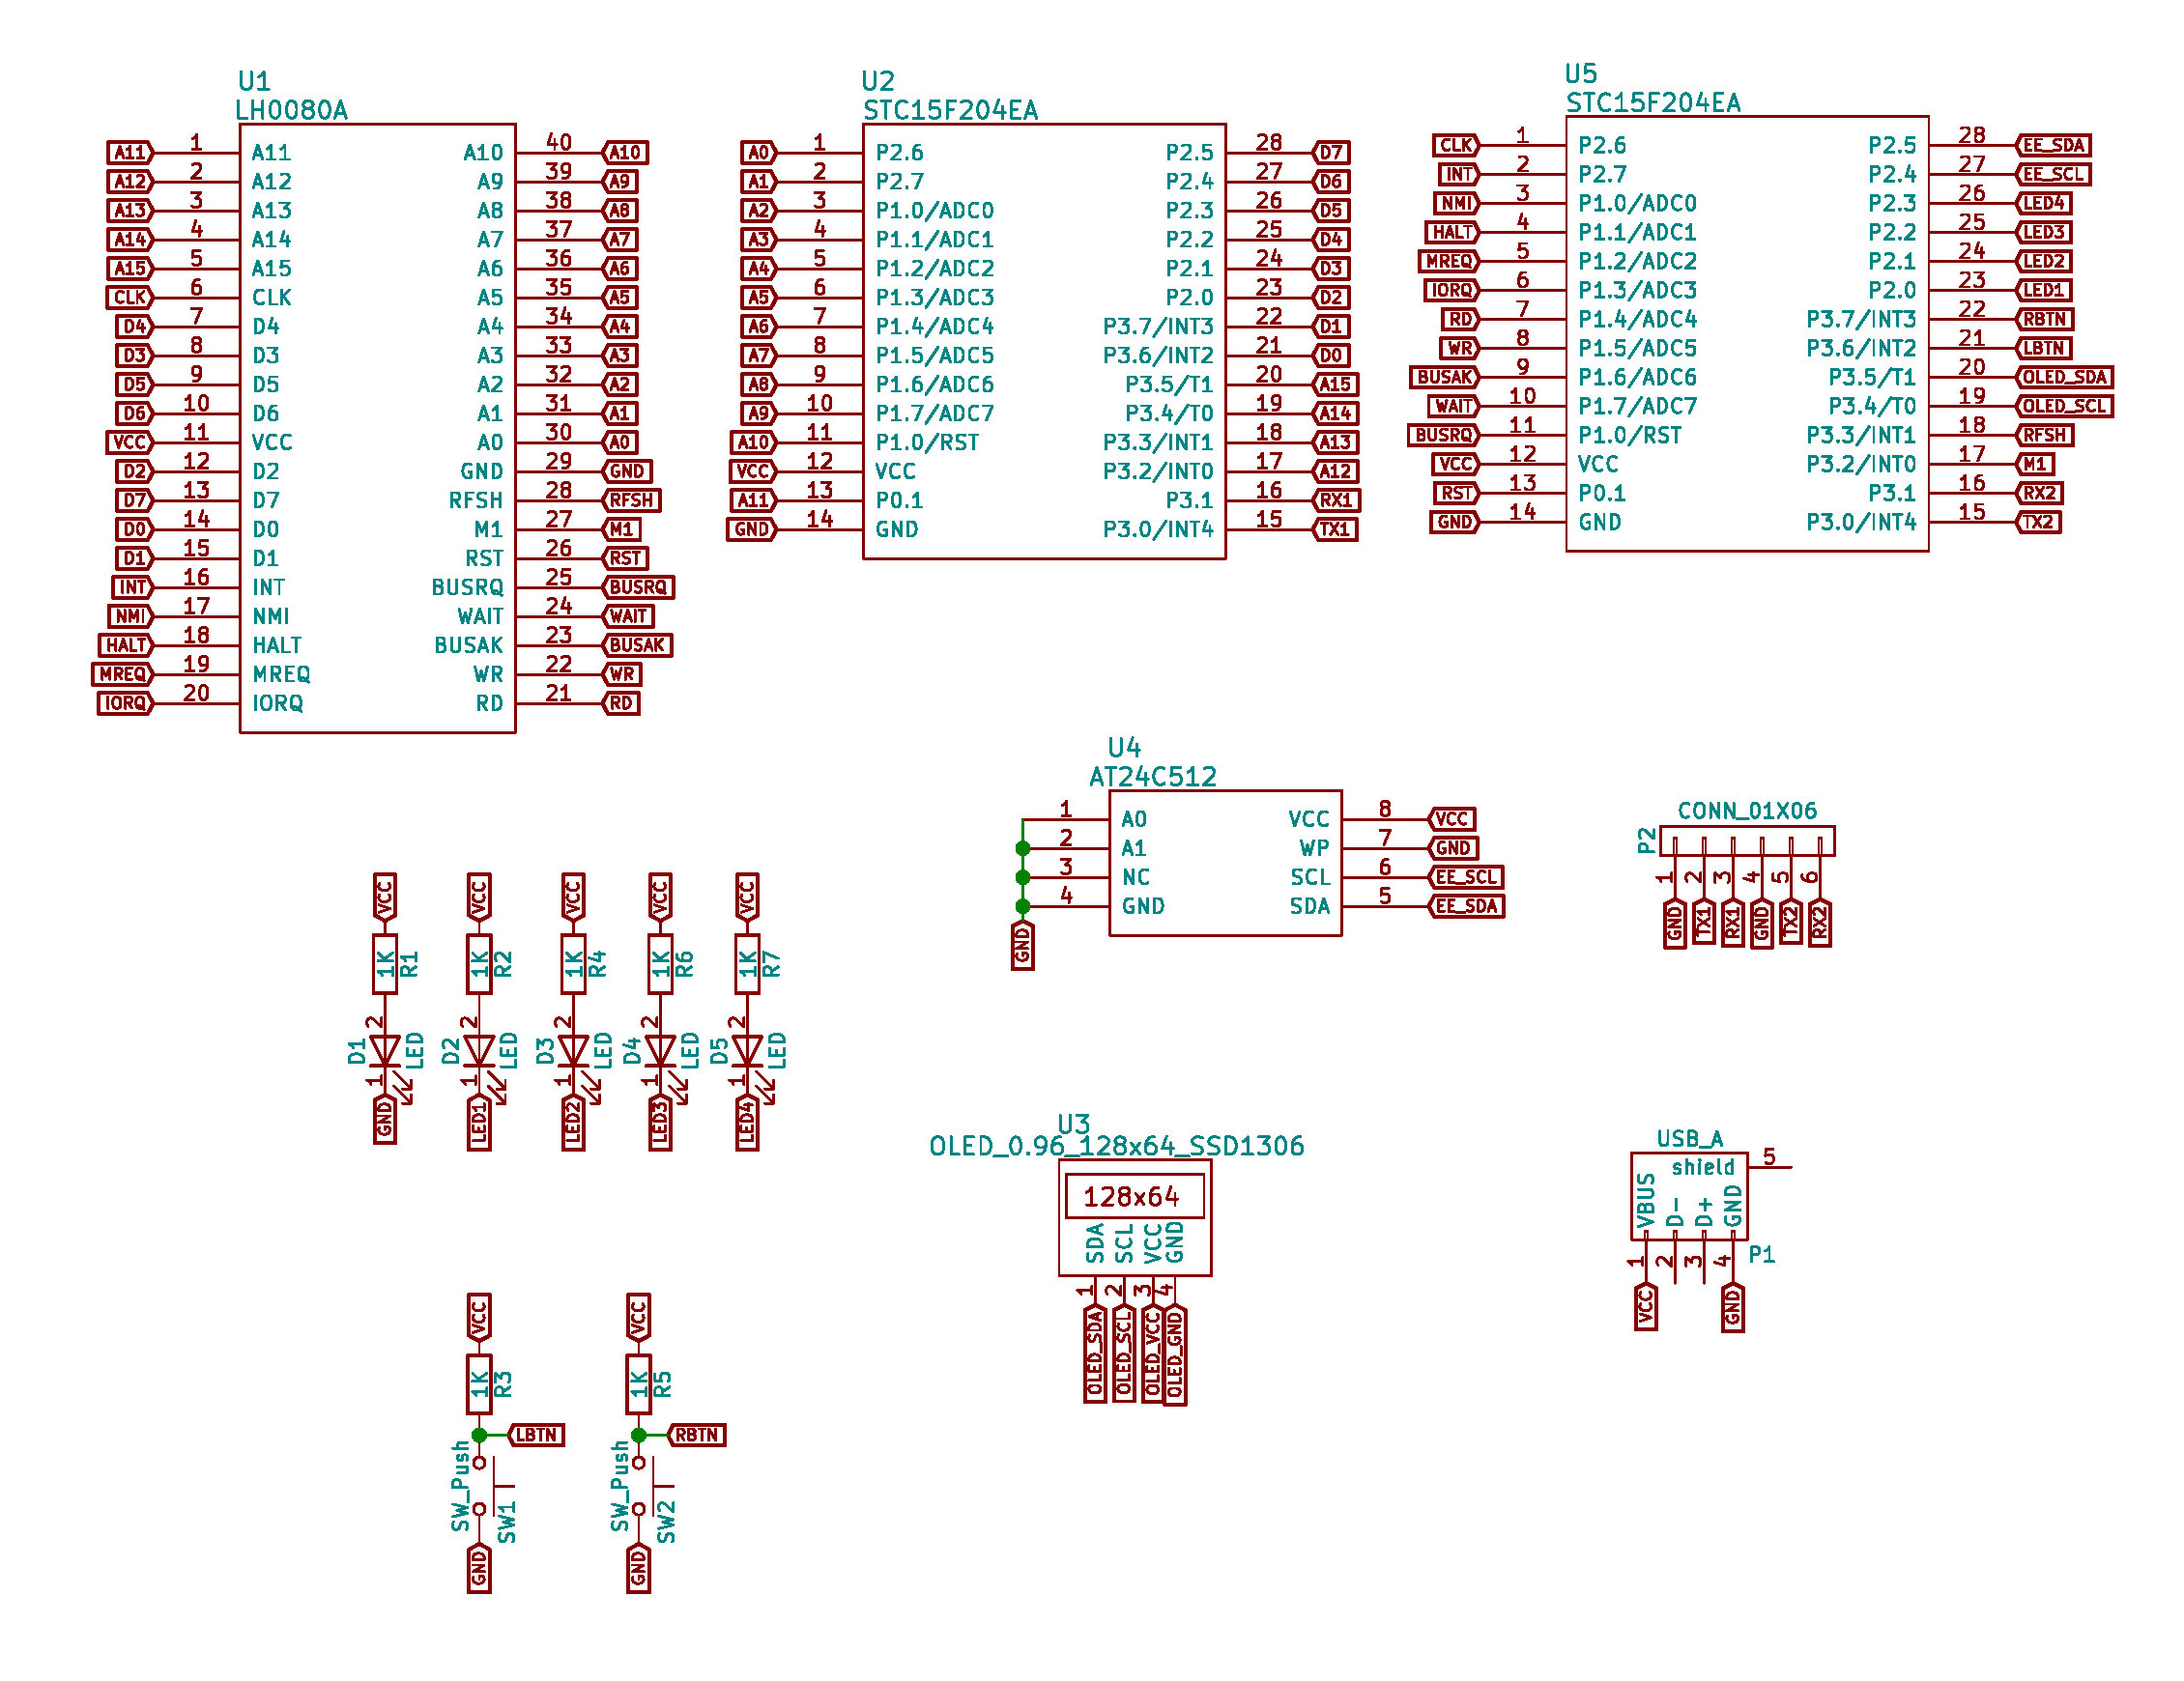 U1
LH0080A
A11 1 A11 A10 40 A10
A12 2 A12 A9 39 A9
A13 3 A13 A8 38 A8
A14 4 A14 A7 37 A7
A15 5 A15 A6 36 A6
CLK 6 CLK A5 35 A5
D4 7 D4 A4 34 A4
D3 8 D3 A3 33 A3
D5 9 D5 A2 32 A2
D6 10 D6 A1 31 A1
VCC 11 VCC A0 30 A0
D2 12 D2 GND 29 GND
D7 13 D7 RFSH 28 RFSH
D0 14 D0 M1 27 M1
D1 15 D1 RST 26 RST
INT 16 INT BUSRQ 25 BUSRQ
NMI 17 NMI WAIT 24 WAIT
HALT 18 HALT BUSAK 23 BUSAK
MREQ 19 MREQ WR 22 WR
IORQ 20 IORQ RD 21 RD
U2
STC15F204EA
A0 1 P2.6 P2.5 28 D7
A1 2 P2.7 P2.4 27 D6
A2 3 P1.0/ADC0 P2.3 26 D5
A3 4 P1.1/ADC1 P2.2 25 D4
A4 5 P1.2/ADC2 P2.1 24 D3
A5 6 P1.3/ADC3 P2.0 23 D2
A6 7 P1.4/ADC4 P3.7/INT3 22 D1
A7 8 P1.5/ADC5 P3.6/INT2 21 D0
A8 9 P1.6/ADC6 P3.5/T1 20 A15
A9 10 P1.7/ADC7 P3.4/T0 19 A14
A10 11 P1.0/RST P3.3/INT1 18 A13
VCC 12 VCC P3.2/INT0 17 A12
A11 13 P0.1 P3.1 16 RX1
GND 14 GND P3.0/INT4 15 TX1
U5
STC15F204EA
CLK 1 P2.6 P2.5 28 EE_SDA
INT 2 P2.7 P2.4 27 EE_SCL
NMI 3 P1.0/ADC0 P2.3 26 LED4
HALT 4 P1.1/ADC1 P2.2 25 LED3
MREQ 5 P1.2/ADC2 P2.1 24 LED2
IORQ 6 P1.3/ADC3 P2.0 23 LED1
RD 7 P1.4/ADC4 P3.7/INT3 22 RBTN
WR 8 P1.5/ADC5 P3.6/INT2 21 LBTN
BUSAK 9 P1.6/ADC6 P3.5/T1 20 OLED_SDA
WAIT 10 P1.7/ADC7 P3.4/T0 19 OLED_SCL
BUSRQ 11 P1.0/RST P3.3/INT1 18 RFSH
VCC 12 VCC P3.2/INT0 17 M1
RST 13 P0.1 P3.1 16 RX2
GND 14 GND P3.0/INT4 15 TX2
U4
AT24C512
1 A0 VCC 8 VCC
2 A1 WP 7 GND
3 NC SCL 6 EE_SCL
4 GND SDA 5 EE_SDA
GND
CONN_01X06
P2
1 2 3 4 5 6
GND TX1 RX1 GND TX2 RX2
VCC VCC VCC VCC VCC
1K R1 1K R2 1K R4 1K R6 1K R7
2 2 2 2 2
D1 LED D2 LED D3 LED D4 LED D5 LED
1 1 1 1 1
GND LED1 LED2 LED3 LED4
U3
OLED_0.96_128x64_SSD1306
128x64
SDA SCL VCC GND
1 2 3 4
OLED_SDA OLED_SCL OLED_VCC OLED_GND
USB_A
shield 5
VBUS D- D+ GND
P1
1 2 3 4
VCC GND
VCC VCC
1K R3 1K R5
LBTN RBTN
SW_Push SW1 SW_Push SW2
GND GND